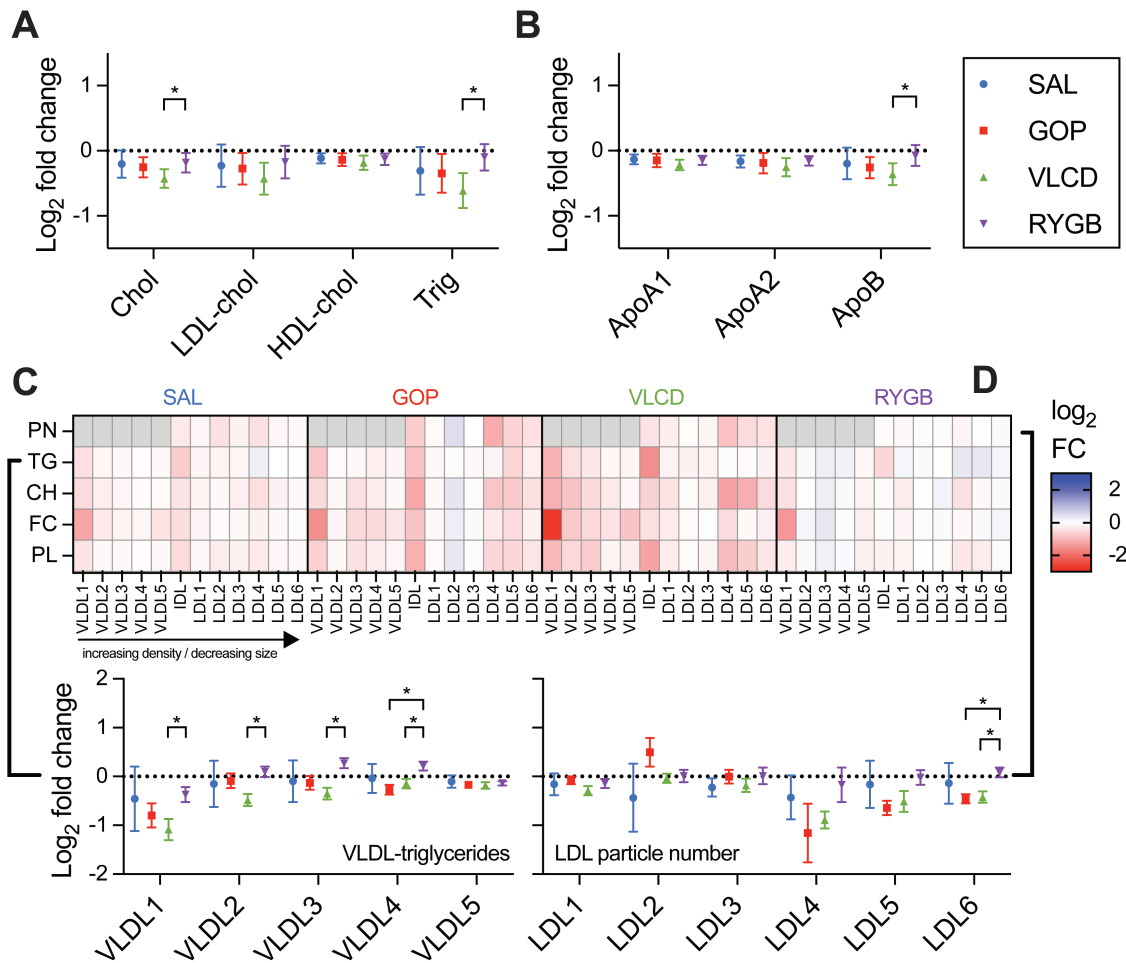 A
B
Log2 fold change
1
0
-1
*
*
Chol
LDL-chol
HDL-chol
Trig
Log2 fold change
1
0
-1
*
ApoA1
ApoA2
ApoB
SAL
GOP
VLCD
RYGB
C
D
SAL
GOP
VLCD
RYGB
PN
TG
CH
FC
PL
log2
FC
2
0
-2
VLDL1
VLDL2
VLDL3
VLDL4
VLDL5
IDL
LDL1
LDL2
LDL3
LDL4
LDL5
LDL6
VLDL1
VLDL2
VLDL3
VLDL4
VLDL5
IDL
LDL1
LDL2
LDL3
LDL4
LDL5
LDL6
VLDL1
VLDL2
VLDL3
VLDL4
VLDL5
IDL
LDL1
LDL2
LDL3
LDL4
LDL5
LDL6
VLDL1
VLDL2
VLDL3
VLDL4
VLDL5
IDL
LDL1
LDL2
LDL3
LDL4
LDL5
LDL6
increasing density / decreasing size
Log2 fold change
2
1
0
-1
-2
*
*
*
*
*
VLDL-triglycerides
VLDL1
VLDL2
VLDL3
VLDL4
VLDL5
*
*
LDL particle number
LDL1
LDL2
LDL3
LDL4
LDL5
LDL6